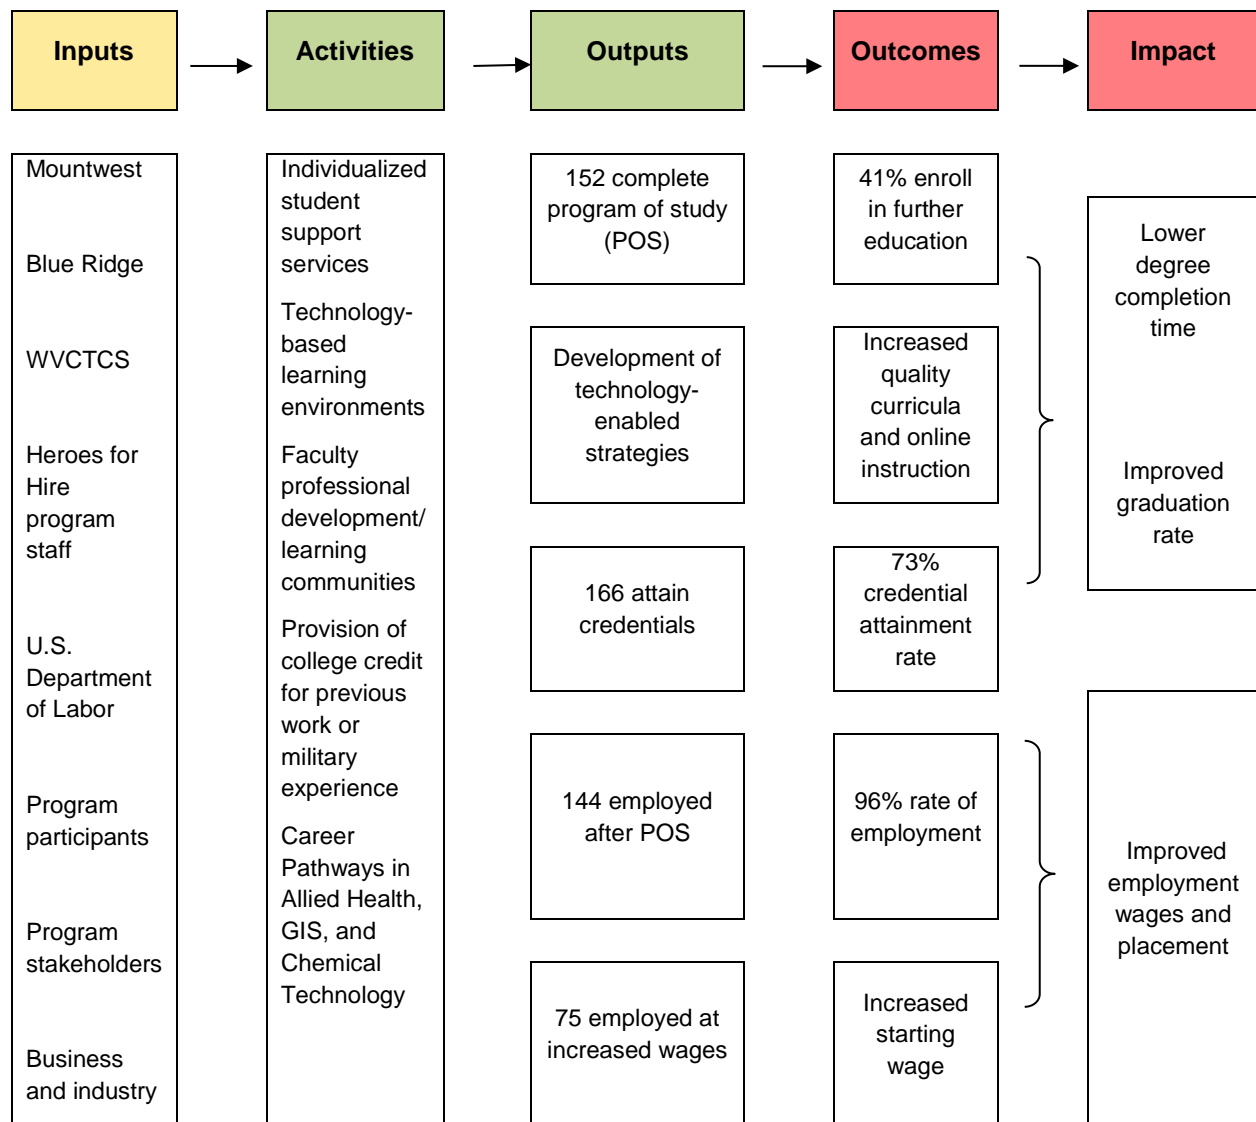 Inputs
Activities
Outputs
Outcomes
Impact
Mountwest
Blue Ridge
WVCTCS
Heroes for
Hire
program
staff
U.S.
Department
of Labor
Program
participants
Program
stakeholders
Business
and industry
Individualized
student
support
services
Technology-
based
learning
environments
Faculty
professional
development/
learning
communities
Provision of
college credit
for previous
work or
military
experience
Career
Pathways in
Allied Health,
GIS, and
Chemical
Technology
152 complete
program of study
(POS)
Development of
technology-
enabled
strategies
166 attain
credentials
144 employed
after POS
75 employed at
increased wages
41% enroll
in further
education
Increased
quality
curricula
and online
instruction
73%
credential
attainment
rate
96% rate of
employment
Increased
starting
wage
Lower
degree
completion
time
Improved
graduation
rate
Improved
employment
wages and
placement